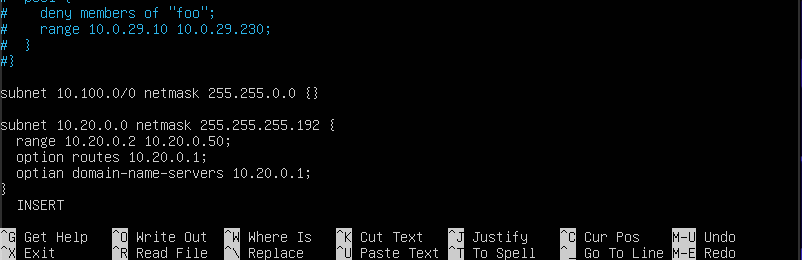 #   pool {
#     deny members of "foo";
#     range 10.0.29.10 10.0.29.230;
#   }
#}
subnet 10.100.0/0 netmask 255.255.0.0 {}
subnet 10.20.0.0 netmask 255.255.255.192 {
  range 10.20.0.2 10.20.0.50;
  option routes 10.20.0.1;
  optian domain-name-servers 10.20.0.1;
}
  INSERT
^G Get Help ^O Write Out ^W Where Is ^K Cut Text ^J Justify ^C Cur Pos M-U Undo
^X Exit ^R Read File ^\ Replace ^U Paste Text ^T To Spell ^_ Go To Line M-E Redo